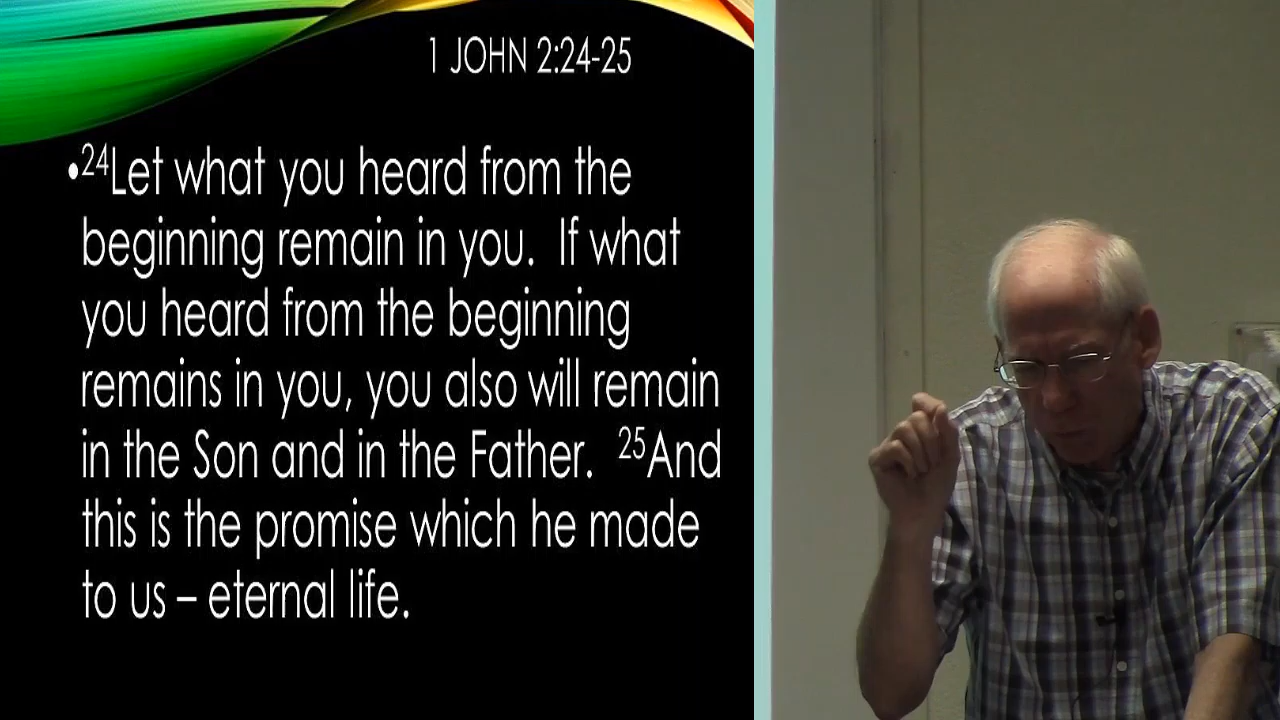 1 JOHN 2:24-25
•24Let what you heard from the
beginning remain in you. If what
you heard from the beginning
remains in you, you also will remain
in the Son and in the Father. 25And
this is the promise which he made
to us – eternal life.